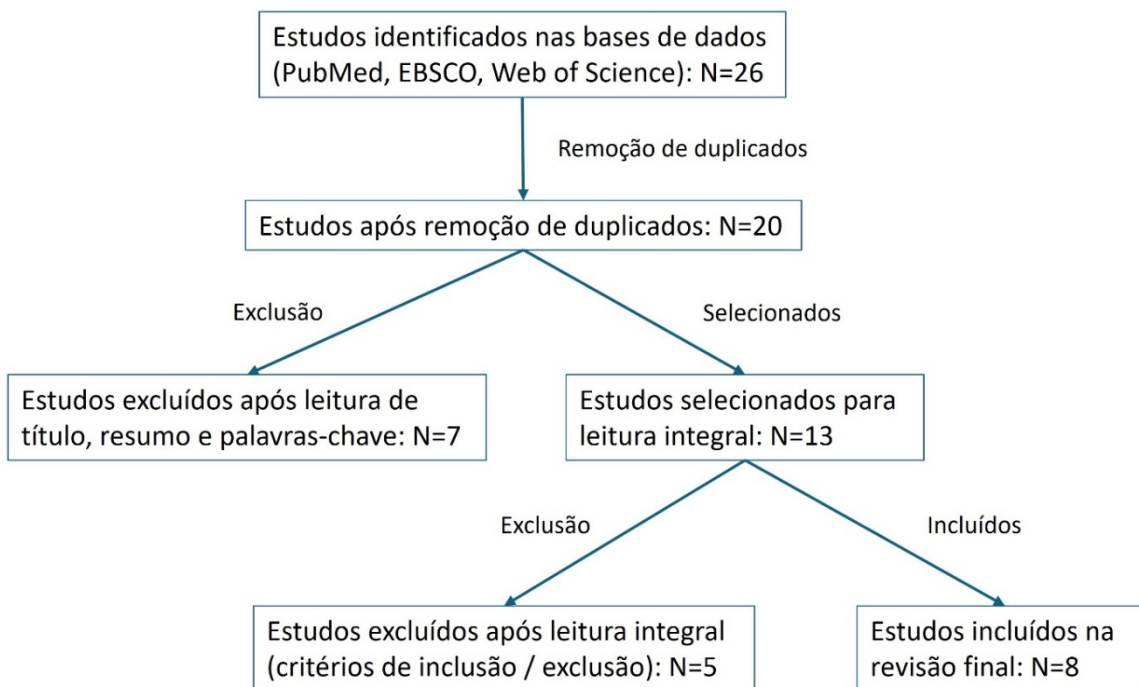 Estudos identificados nas bases de dados
(PubMed, EBSCO, Web of Science): N=26
Remoção de duplicados
Estudos após remoção de duplicados: N=20
Exclusão
Selecionados
Estudos excluídos após leitura de
título, resumo e palavras-chave: N=7
Estudos selecionados para
leitura integral: N=13
Exclusão
Incluídos
Estudos excluídos após leitura integral
(critérios de inclusão / exclusão): N=5
Estudos incluídos na
revisão final: N=8